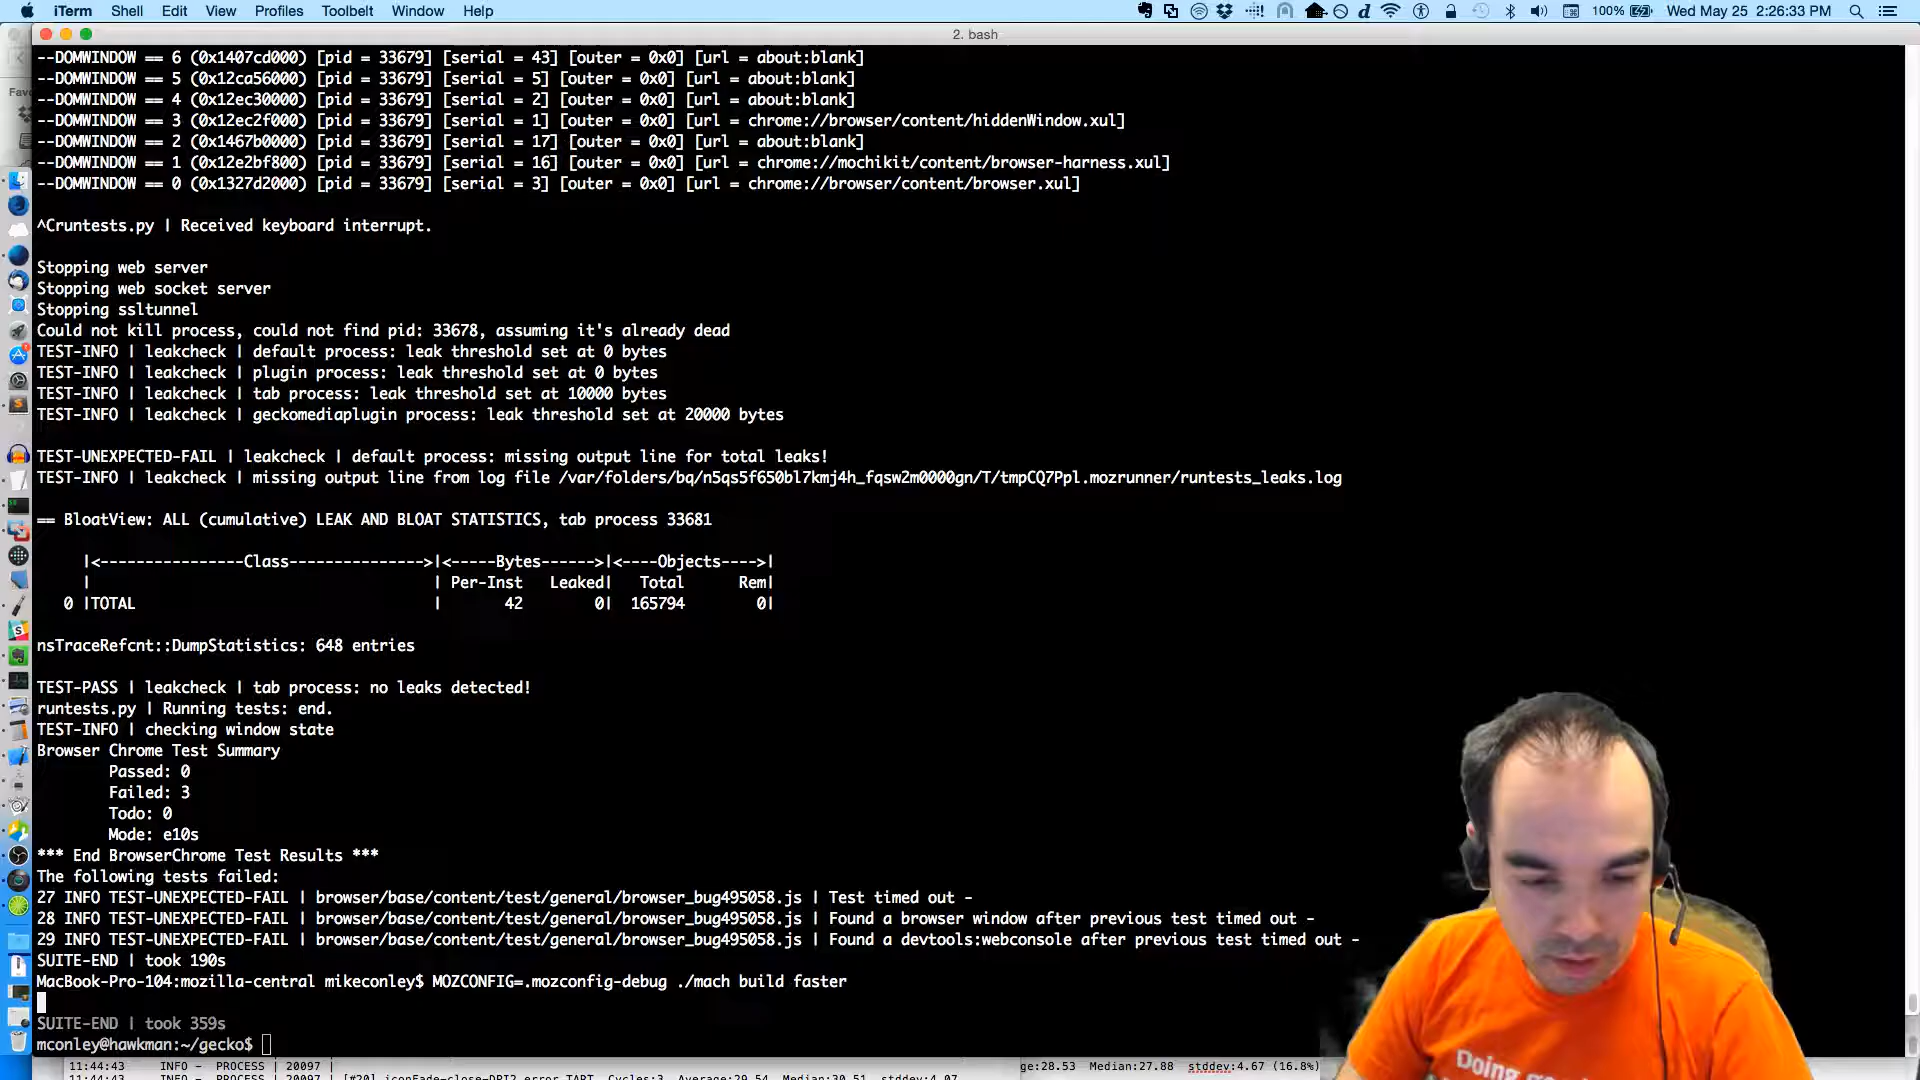 iTerm Shell Edit View Profiles Toolbelt Window Help 100% Wed May 25 2:26:33 PM
2. bash
--DOMWINDOW == 6 (0x1407cd000) [pid = 33679] [serial = 43] [outer = 0x0] [url = about:blank]
--DOMWINDOW == 5 (0x12ca56000) [pid = 33679] [serial = 5] [outer = 0x0] [url = about:blank]
--DOMWINDOW == 4 (0x12ec30000) [pid = 33679] [serial = 2] [outer = 0x0] [url = about:blank]
--DOMWINDOW == 3 (0x12ec2f000) [pid = 33679] [serial = 1] [outer = 0x0] [url = chrome://browser/content/hiddenWindow.xul]
--DOMWINDOW == 2 (0x1467b0000) [pid = 33679] [serial = 17] [outer = 0x0] [url = about:blank]
--DOMWINDOW == 1 (0x12e2bf800) [pid = 33679] [serial = 16] [outer = 0x0] [url = chrome://mochikit/content/browser-harness.xul]
--DOMWINDOW == 0 (0x1327d2000) [pid = 33679] [serial = 3] [outer = 0x0] [url = chrome://browser/content/browser.xul]
^Cruntests.py | Received keyboard interrupt.
Stopping web server
Stopping web socket server
Stopping ssltunnel
Could not kill process, could not find pid: 33678, assuming it's already dead
TEST-INFO | leakcheck | default process: leak threshold set at 0 bytes
TEST-INFO | leakcheck | plugin process: leak threshold set at 0 bytes
TEST-INFO | leakcheck | tab process: leak threshold set at 10000 bytes
TEST-INFO | leakcheck | geckomediaplugin process: leak threshold set at 20000 bytes
TEST-UNEXPECTED-FAIL | leakcheck | default process: missing output line for total leaks!
TEST-INFO | leakcheck | missing output line from log file /var/folders/bq/n5qs5f650bl7kmj4h_fqsw2m0000gn/T/tmpCQ7Ppl.mozrunner/runtests_leaks.log
== BloatView: ALL (cumulative) LEAK AND BLOAT STATISTICS, tab process 33681
|<----------------Class--------------->|<-----Bytes------>|<----Objects---->|
| | Per-Inst Leaked| Total Rem|
0 |TOTAL | 42 0| 165794 0|
nsTraceRefcnt::DumpStatistics: 648 entries
TEST-PASS | leakcheck | tab process: no leaks detected!
runtests.py | Running tests: end.
TEST-INFO | checking window state
Browser Chrome Test Summary
Passed: 0
Failed: 3
Todo: 0
Mode: e10s
*** End BrowserChrome Test Results ***
The following tests failed:
27 INFO TEST-UNEXPECTED-FAIL | browser/base/content/test/general/browser_bug495058.js | Test timed out -
28 INFO TEST-UNEXPECTED-FAIL | browser/base/content/test/general/browser_bug495058.js | Found a browser window after previous test timed out -
29 INFO TEST-UNEXPECTED-FAIL | browser/base/content/test/general/browser_bug495058.js | Found a devtools:webconsole after previous test timed out -
SUITE-END | took 190s
MacBook-Pro-104:mozilla-central mikeconley$ MOZCONFIG=.mozconfig-debug ./mach build faster
SUITE-END | took 359s
mconley@hawkman:~/gecko$
11:44:43 INFO - PROCESS | 20097 | ge:28.53 Median:27.88 stddev:4.67 (16.8%)
Doing